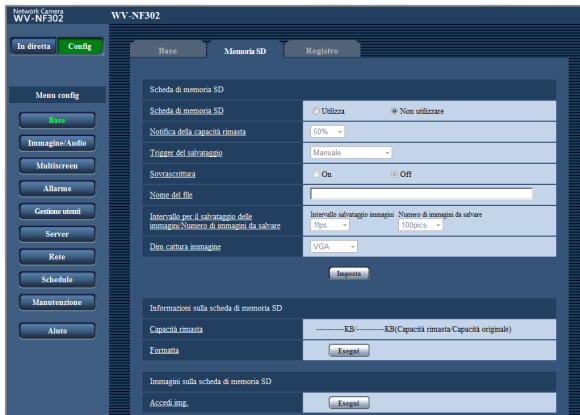 Network Camera
WV-NF302
WV-NF302
In diretta
Config
Menu config
Base
Immagine/Audio
Multiscreen
Allarme
Gestione utenti
Server
Rete
Schedule
Manutenzione
Aiuto
Base
Memoria SD
Registro
Scheda di memoria SD
Scheda di memoria SD
Utilizza
Non utilizzare
Notifica della capacità rimasta
50%
Trigger del salvataggio
Manuale
Sovrascrittura
On
Off
Nome del file
Intervallo per il salvataggio delle
immagini/Numero di immagini da salvare
Intervallo salvataggio immagini
Numero di immagini da salvare
1fps
100pics
Dim cattura immagine
VGA
Imposta
Informazioni sulla scheda di memoria SD
Capacità rimasta
----------KB/----------KB(Capacità rimasta/Capacità originale)
Formatta
Esegui
Immagini sulla scheda di memoria SD
Accedi img.
Esegui